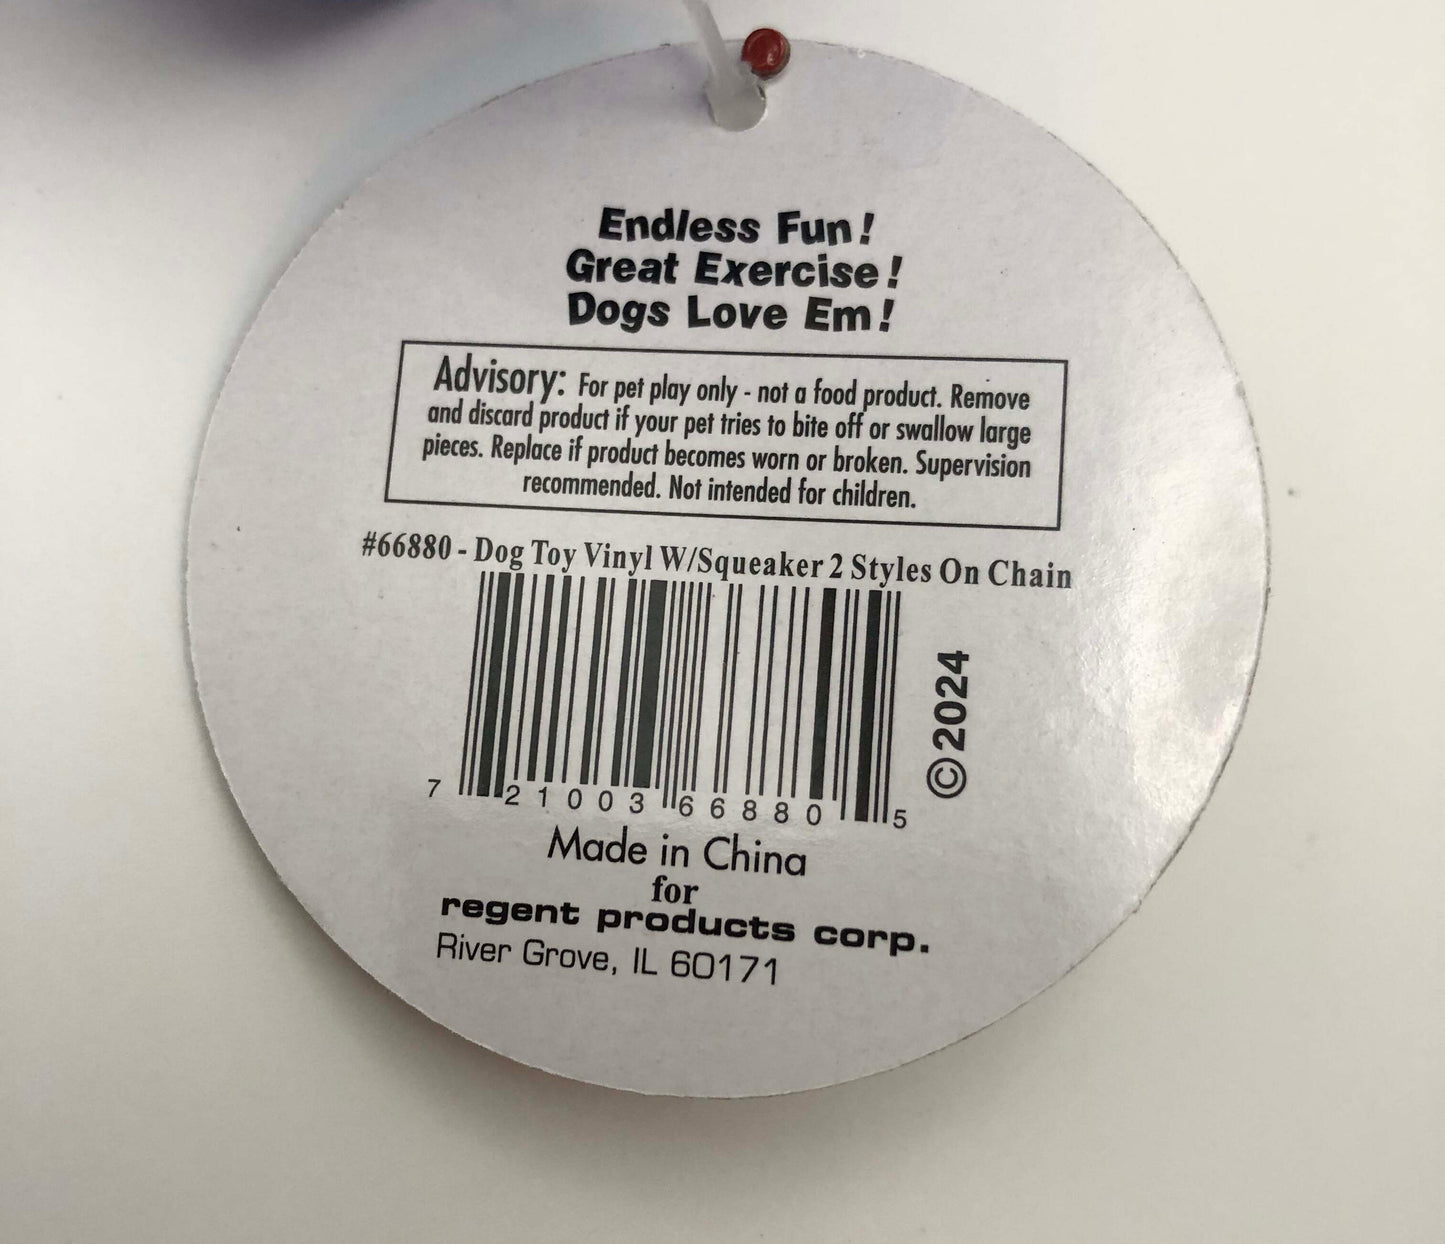 Endless Fun!
Great Exercise!
Dogs Love Em!
Advisory: For pet play only - not a food product. Remove
and discard product if your pet tries to bite off or swallow large
pieces. Replace if product becomes worn or broken. Supervision
recommended. Not intended for children.
#66880 - Dog Toy Vinyl W/Squeaker 2 Styles On Chain
©2024
7 21003 66880 5
Made in China
for
regent products corp.
River Grove, IL 60171